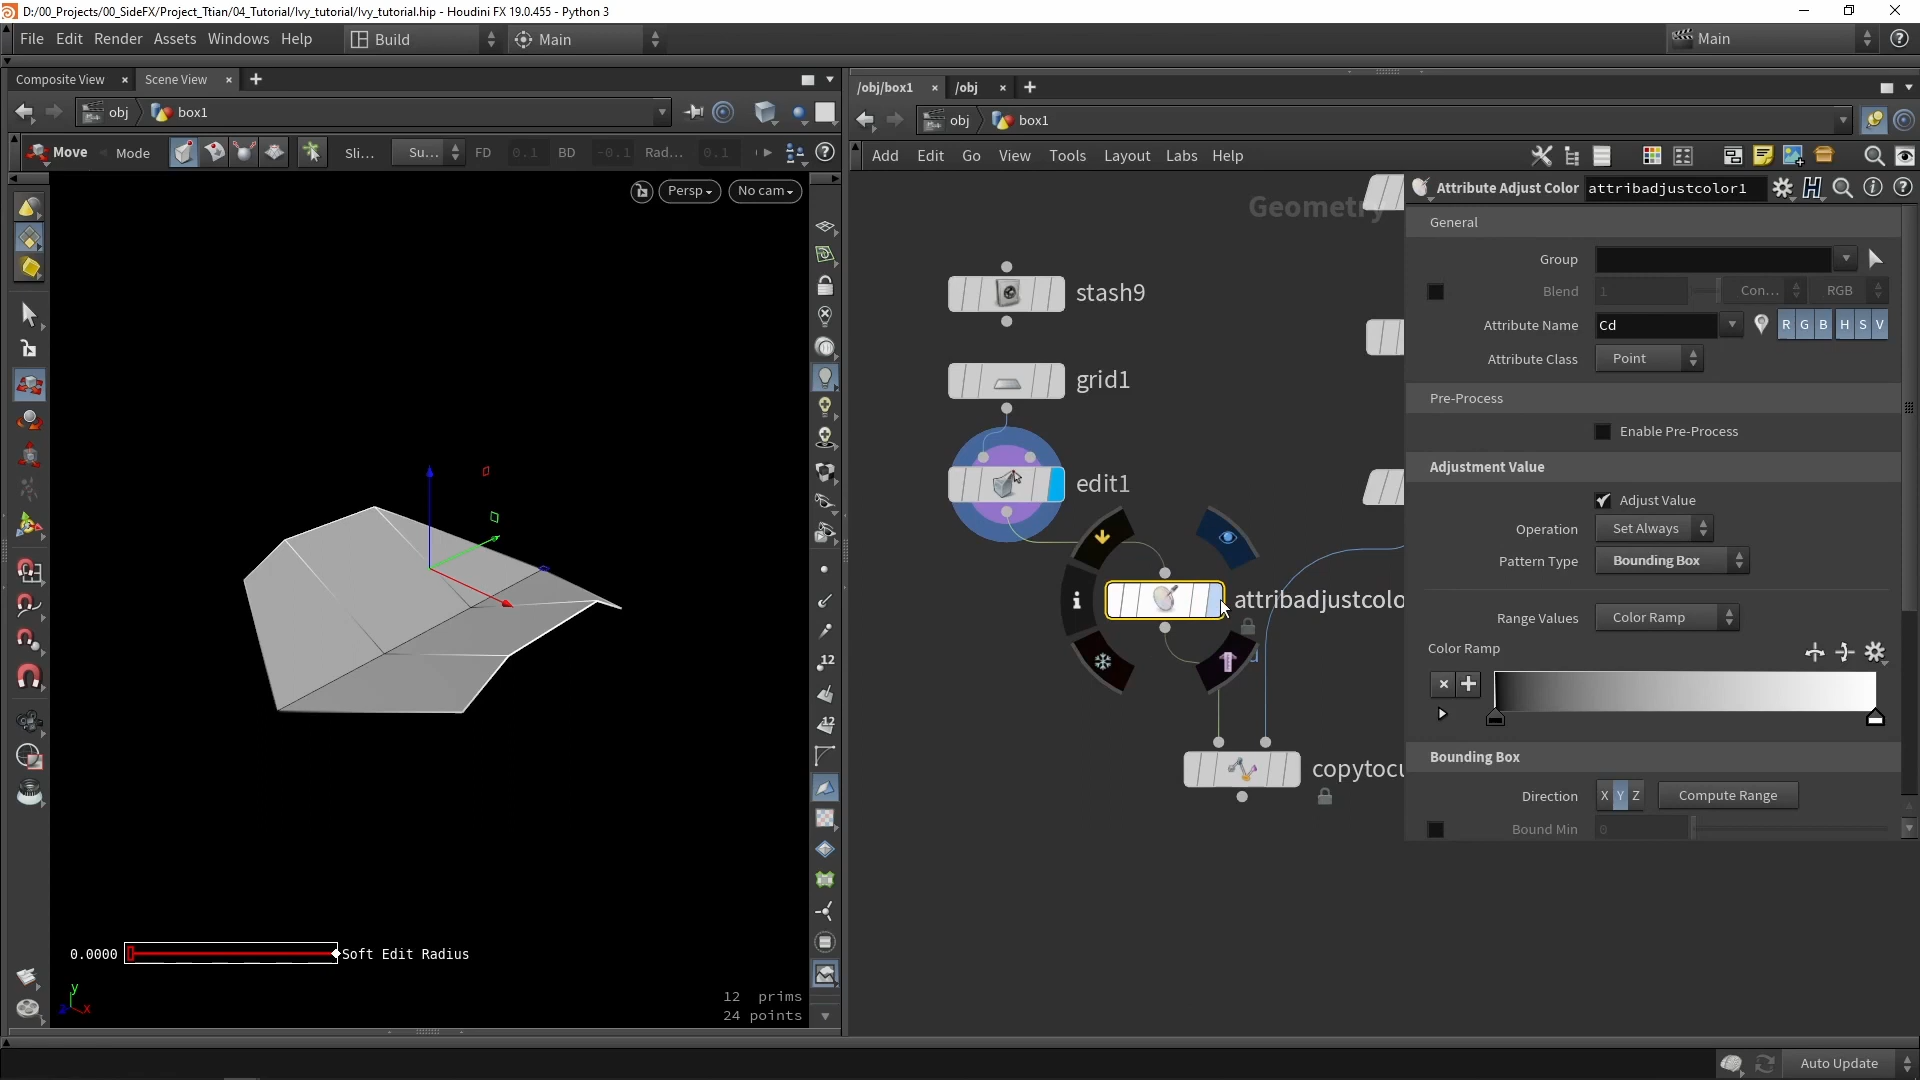 D:/00_Projects/00_SideFX/Project_Ttian/04_Tutorial/Ivy_tutorial/Ivy_tutorial.hip - Houdini FX 19.0.455 - Python 3
File Edit Render Assets Windows Help Build Main Main
Composite View Scene View
obj box1
Move Mode Sli... Su... FD 0.1 BD -0.1 Rad... 0.1
Persp No cam
12
12
0.0000 Soft Edit Radius
12 prims
24 points
y
z x
/obj/box1 /obj
obj box1
Add Edit Go View Tools Layout Labs Help
Geometry
stash9
grid1
edit1
attribadjustcolo
copytocu
Attribute Adjust Color attribadjustcolor1
General
Group
Blend 1 Con... RGB
Attribute Name Cd R G B H S V
Attribute Class Point
Pre-Process
Enable Pre-Process
Adjustment Value
Adjust Value
Operation Set Always
Pattern Type Bounding Box
Range Values Color Ramp
Color Ramp
Bounding Box
Direction X Y Z Compute Range
Bound Min 0
Auto Update